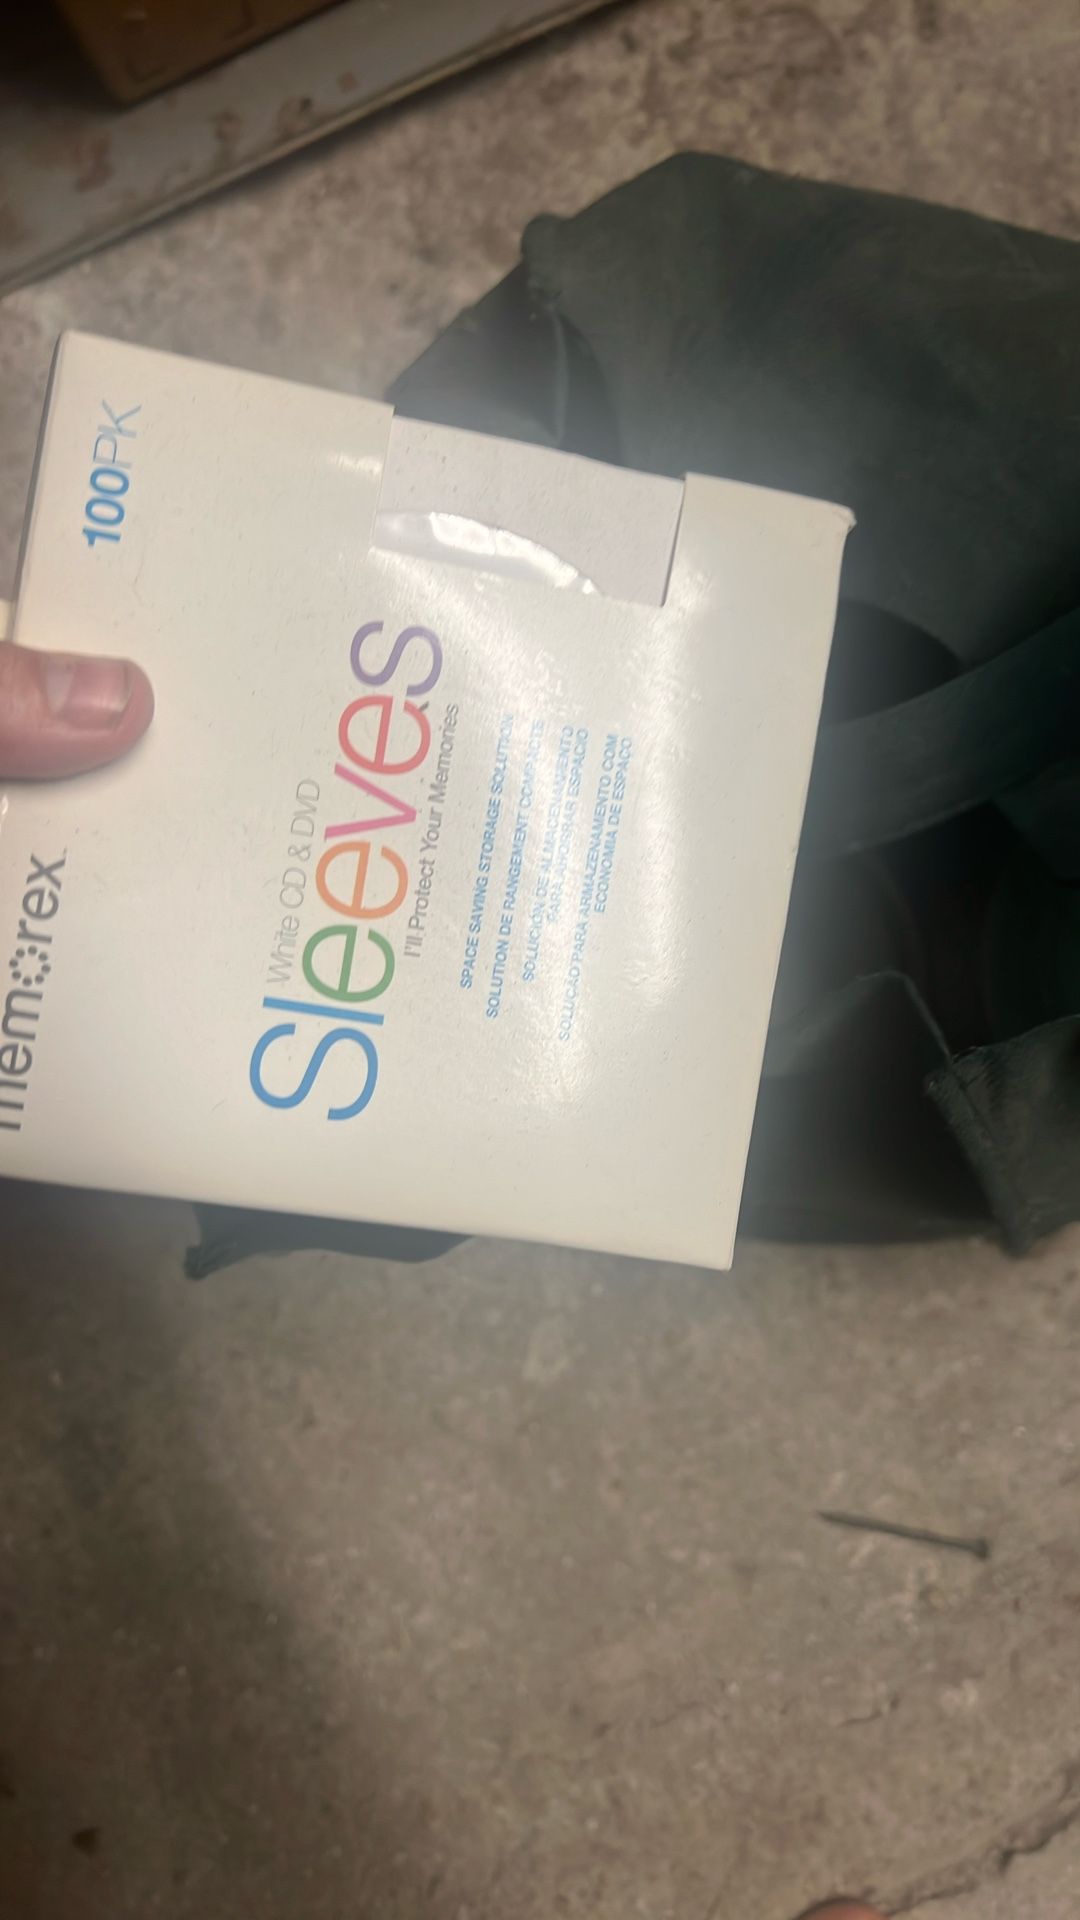 memorex
100PK
White CD & DVD
Sleeves
I'll Protect Your Memories
SPACE SAVING STORAGE SOLUTION
SOLUTION DE RANGEMENT COMPACTE
SOLUCIÓN DE ALMACENAMIENTO
PARA AHORRAR ESPACIO
SOLUÇÃO PARA ARMAZENAMENTO COM
ECONOMIA DE ESPAÇO